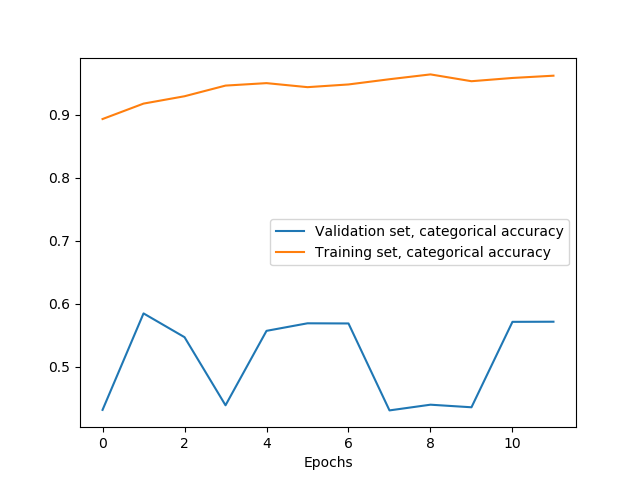 0.9
0.8
0.7
0.6
0.5
Validation set, categorical accuracy
Training set, categorical accuracy
0 2 4 6 8 10
Epochs